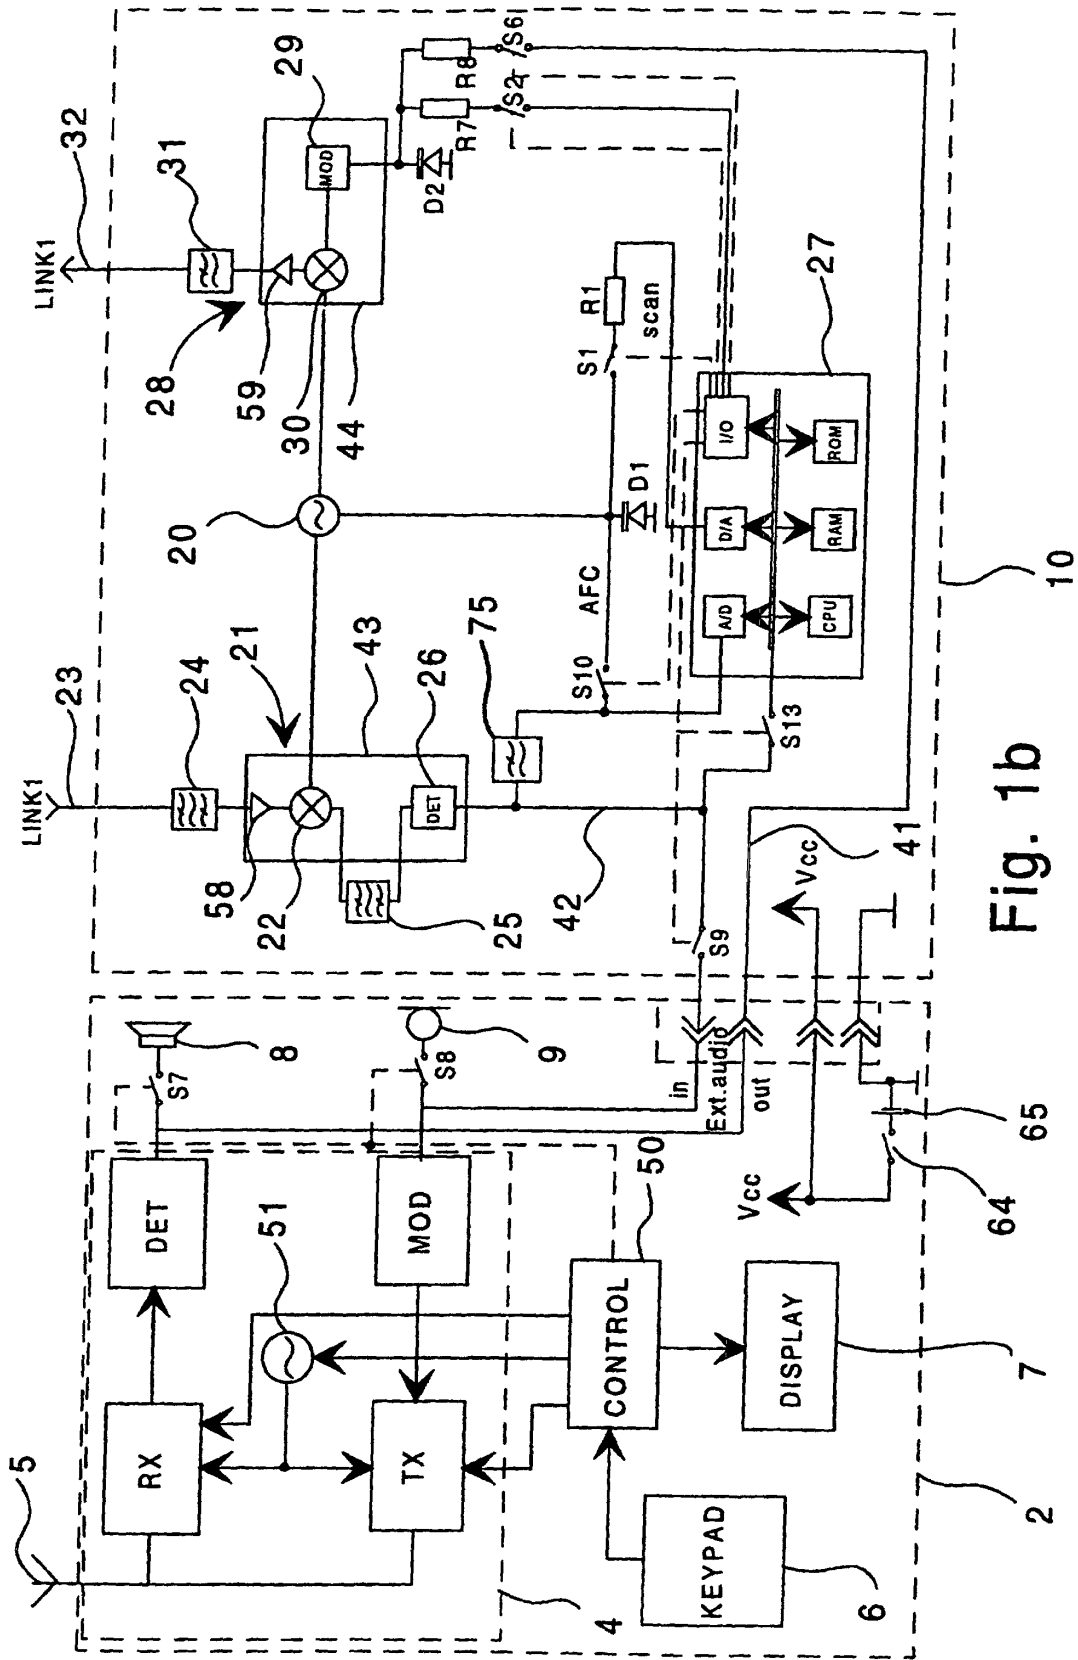 5
RX
DET
S7
8
51
TX
MOD
S8
9
4
KEYPAD
6
CONTROL
50
DISPLAY
7
2
in
Ext.audio
out
Vcc
64
65
LINK1
23
24
21
58
22
43
25
26
DET
75
42
S9
S13
41
Vcc
20
AFC
S10
D1
S1
R1
scan
A/D
D/A
I/O
CPU
RAM
ROM
27
LINK1
32
31
28
59
30
44
29
MOD
D2
R7
R8
S2
S6
10
Fig. 1b